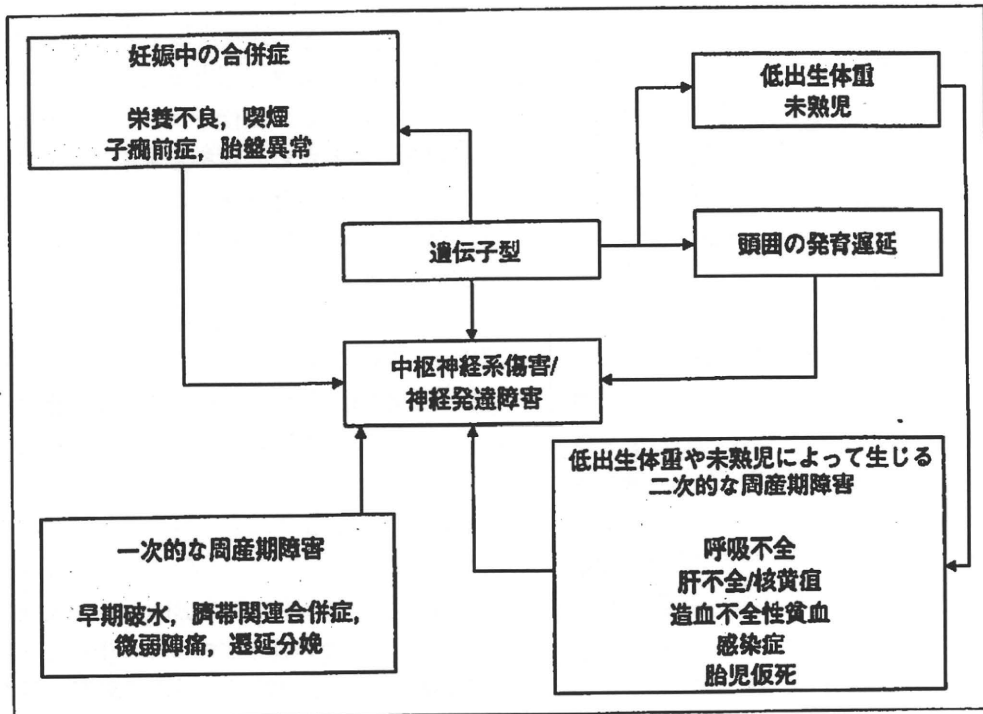 妊娠中の合併症
栄養不良，喫煙
子癇前症，胎盤異常
低出生体重
未熟児
遺伝子型
頭囲の発育遅延
中枢神経系傷害/
神経発達障害
一次的な周産期障害
早期破水，臍帯関連合併症，
微弱陣痛，遅延分娩
低出生体重や未熟児によって生じる
二次的な周産期障害
呼吸不全
肝不全/核黄疸
造血不全性貧血
感染症
胎児仮死